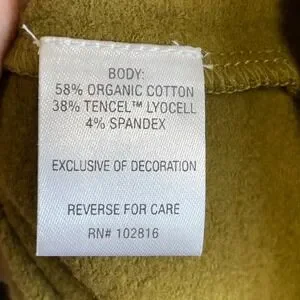 BODY:
58% ORGANIC COTTON
38% TENCEL™ LYOCELL
4% SPANDEX
EXCLUSIVE OF DECORATION
REVERSE FOR CARE
RN# 102816